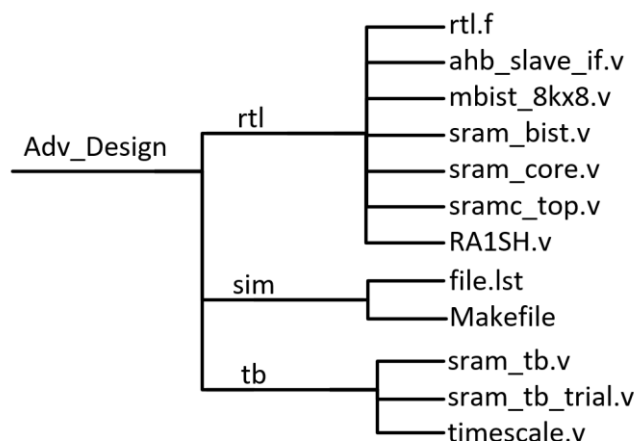 Adv_Design
rtl
rtl.f
ahb_slave_if.v
mbist_8kx8.v
sram_bist.v
sram_core.v
sramc_top.v
RA1SH.v
sim
file.lst
Makefile
tb
sram_tb.v
sram_tb_trial.v
timescale.v